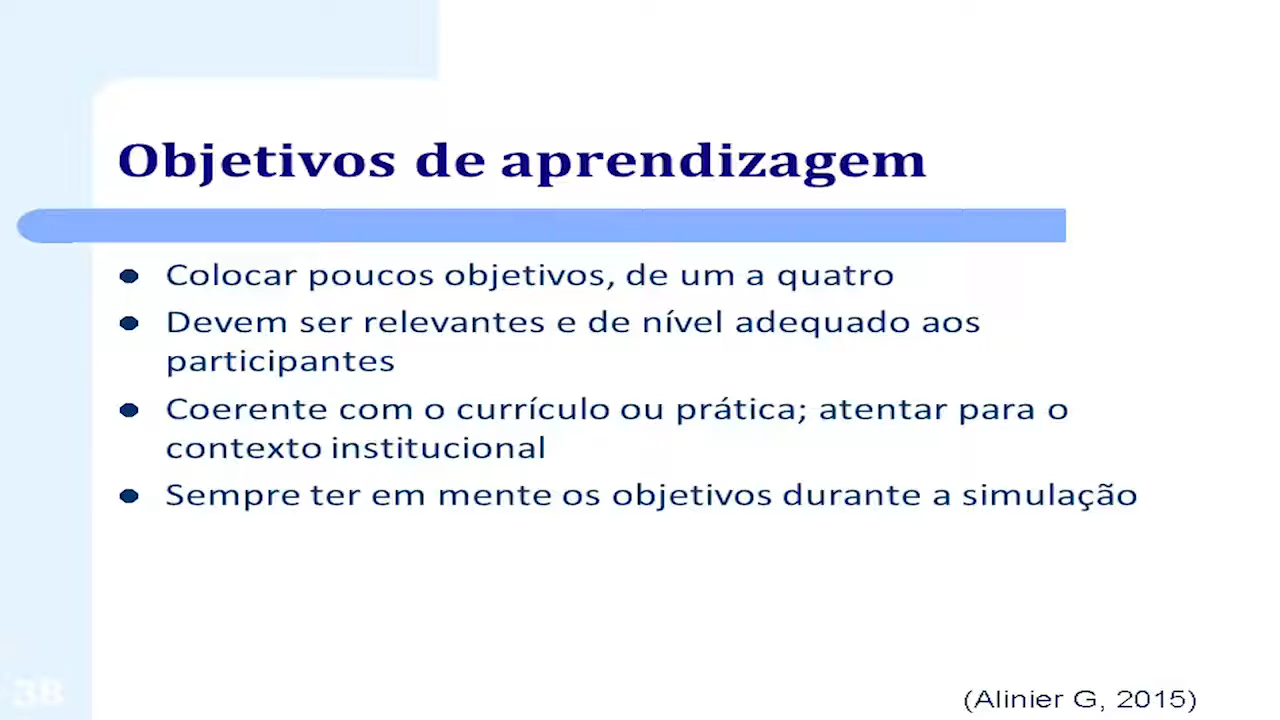 Objetivos de aprendizagem
Colocar poucos objetivos, de um a quatro
Devem ser relevantes e de nível adequado aos
participantes
Coerente com o currículo ou prática; atentar para o
contexto institucional
Sempre ter em mente os objetivos durante a simulação
(Alinier G, 2015)